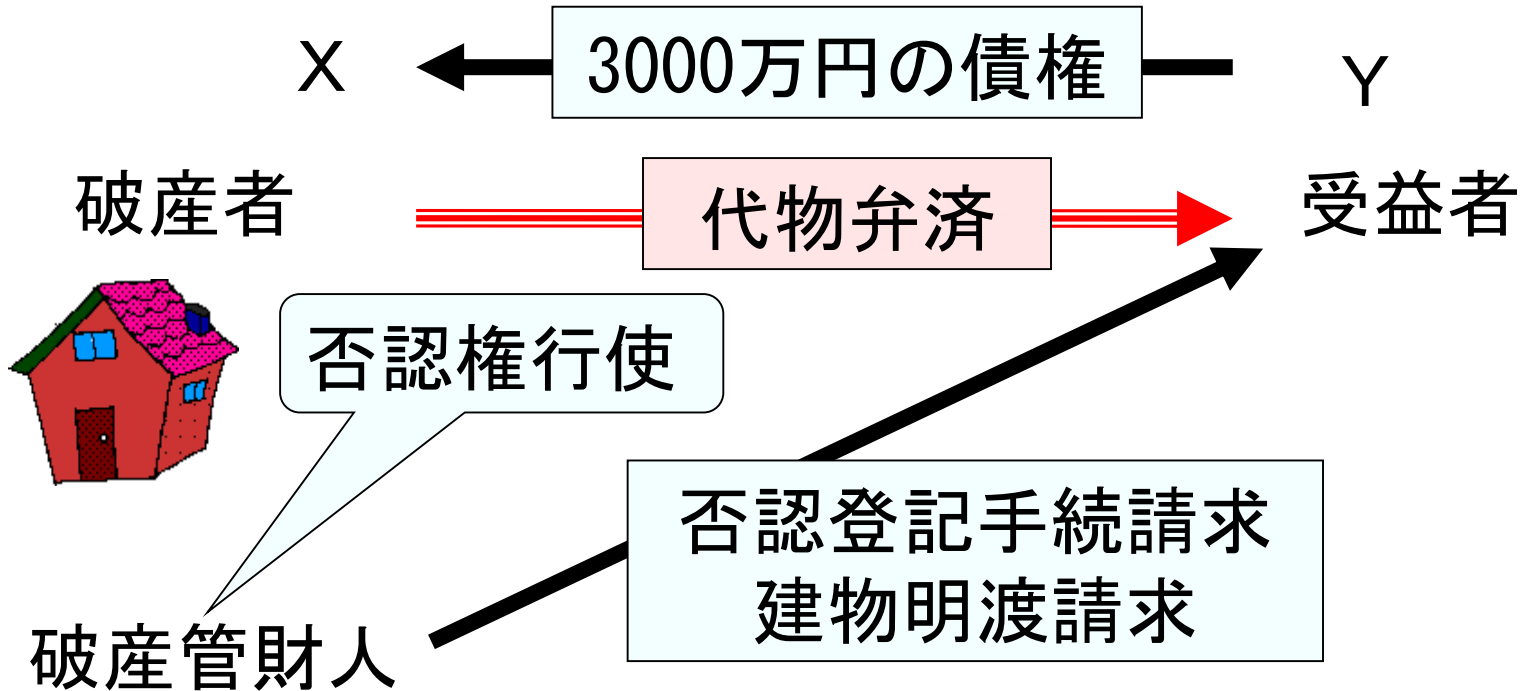 X
3000万円の債権
Y
破産者
代物弁済
受益者
否認権行使
否認登記手続請求
建物明渡請求
破産管財人